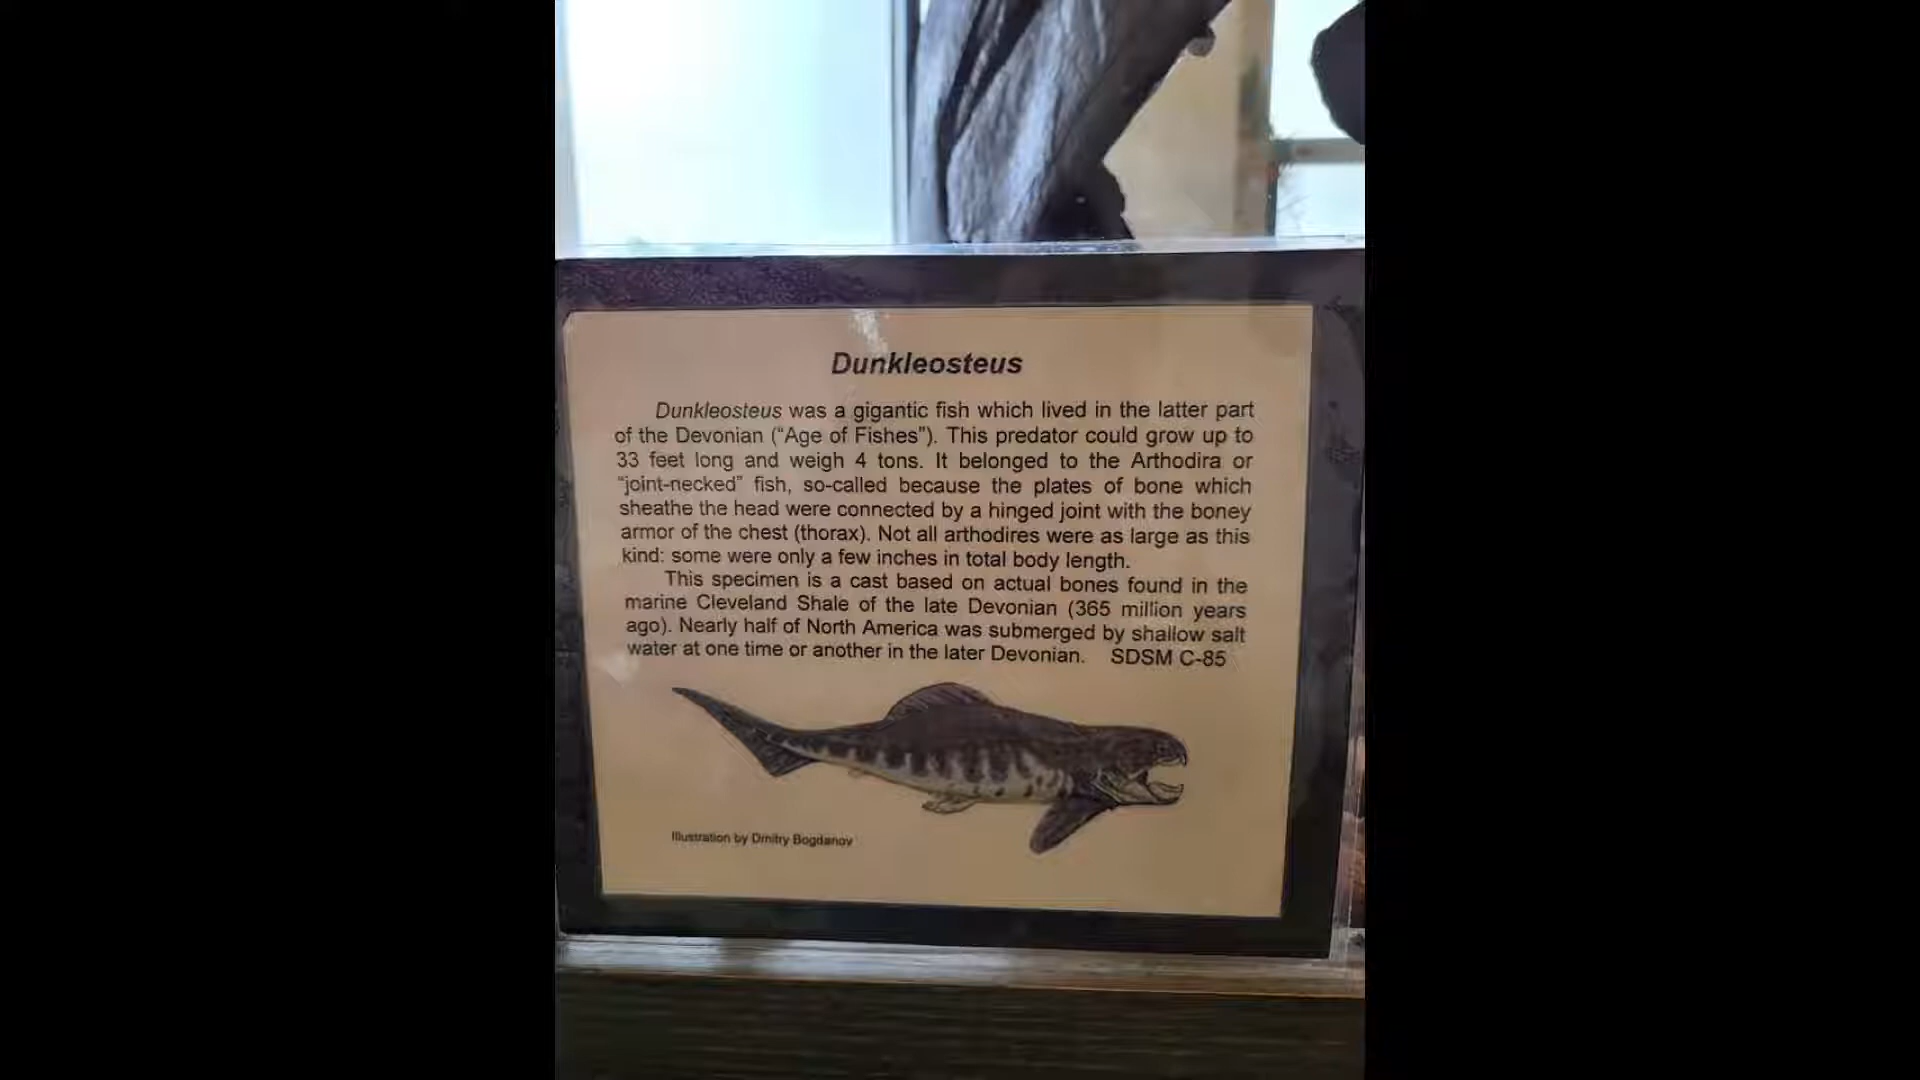 Dunkleosteus
Dunkleosteus was a gigantic fish which lived in the latter part
of the Devonian (“Age of Fishes”). This predator could grow up to
33 feet long and weigh 4 tons. It belonged to the Arthodira or
“joint-necked” fish, so-called because the plates of bone which
sheathe the head were connected by a hinged joint with the boney
armor of the chest (thorax). Not all arthodires were as large as this
kind: some were only a few inches in total body length.
This specimen is a cast based on actual bones found in the
marine Cleveland Shale of the late Devonian (365 million years
ago). Nearly half of North America was submerged by shallow salt
water at one time or another in the later Devonian. SDSM C-85
Illustration by Dmitry Bogdanov